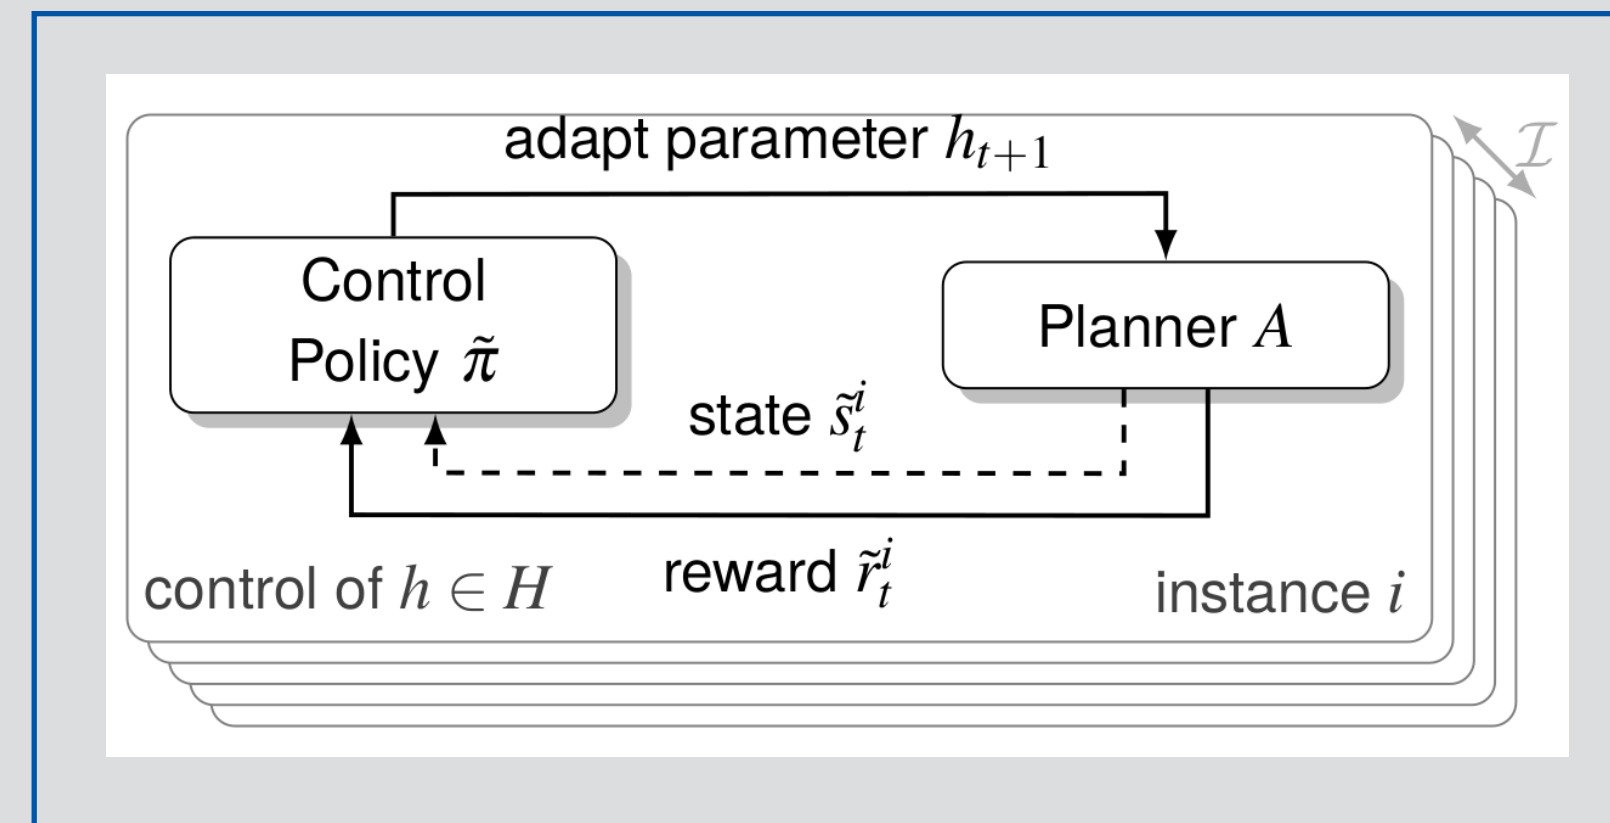 adapt parameter h_{t+1}
ℐ
Control
Policy π̃
Planner A
state s̃_t^i
reward r̃_t^i
control of h ∈ H
instance i